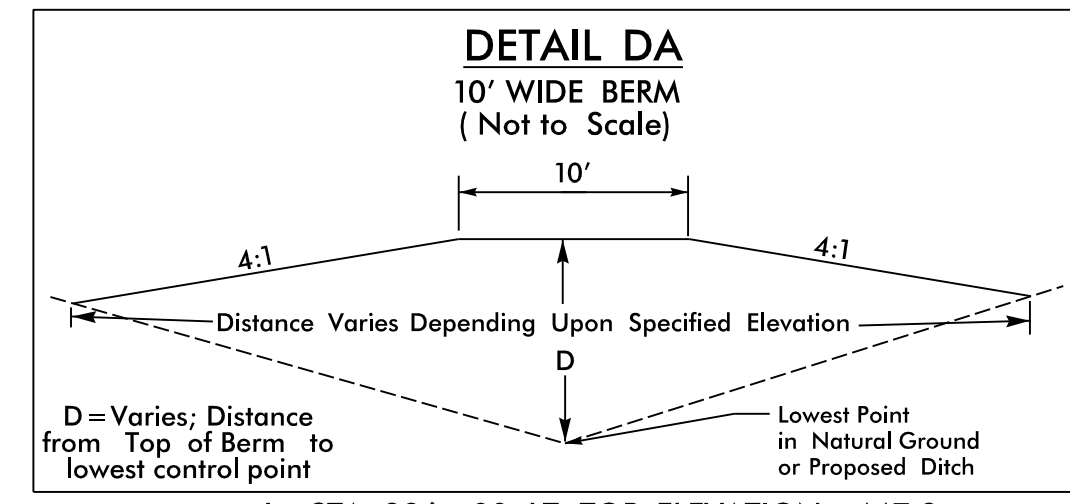 DETAIL DA
10' WIDE BERM
( Not to Scale)
10'
4:1
4:1
Distance Varies Depending Upon Specified Elevation
D
D=Varies; Distance
from Top of Berm to
lowest control point
Lowest Point
in Natural Ground
or Proposed Ditch